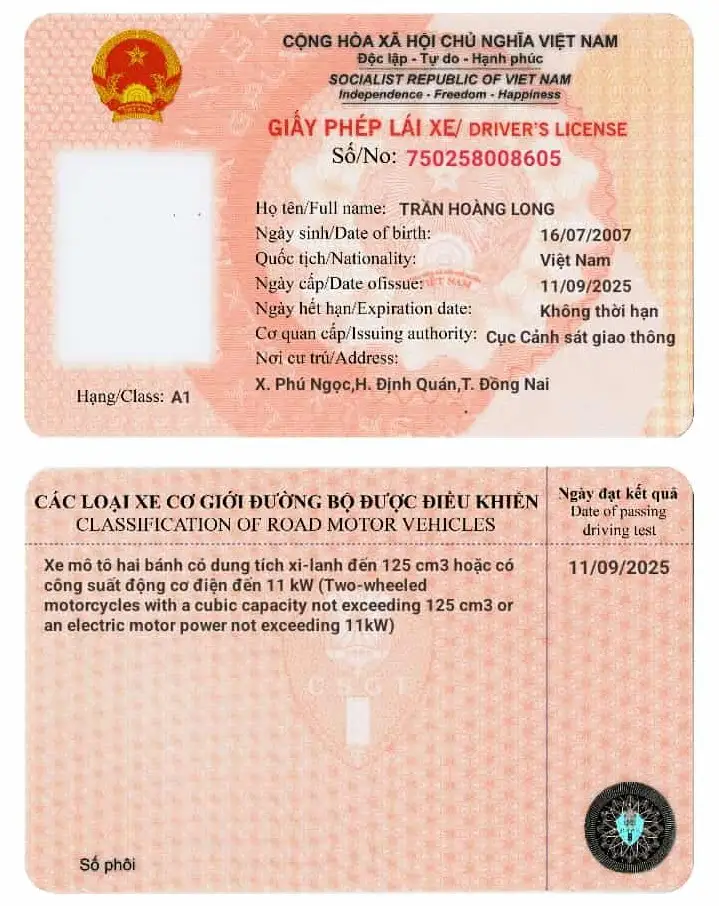 CỘNG HÒA XÃ HỘI CHỦ NGHĨA VIỆT NAM
Độc lập - Tự do - Hạnh phúc
SOCIALIST REPUBLIC OF VIET NAM
Independence - Freedom - Happiness
GIẤY PHÉP LÁI XE/ DRIVER'S LICENSE
Số/No: 750258008605
Họ tên/Full name: TRẦN HOÀNG LONG
Ngày sinh/Date of birth: 16/07/2007
Quốc tịch/Nationality: Việt Nam
Ngày cấp/Date ofissue: 11/09/2025
Ngày hết hạn/Expiration date: Không thời hạn
Cơ quan cấp/Issuing authority: Cục Cảnh sát giao thông
Nơi cư trú/Address:
X. Phú Ngọc,H. Định Quán,T. Đồng Nai
Hạng/Class: A1
CÁC LOẠI XE CƠ GIỚI ĐƯỜNG BỘ ĐƯỢC ĐIỀU KHIỂN
CLASSIFICATION OF ROAD MOTOR VEHICLES
Ngày đạt kết quả
Date of passing
driving test
Xe mô tô hai bánh có dung tích xi-lanh đến 125 cm3 hoặc có
công suất động cơ điện đến 11 kW (Two-wheeled
motorcycles with a cubic capacity not exceeding 125 cm3 or
an electric motor power not exceeding 11kW)
11/09/2025
CSGT
Số phôi